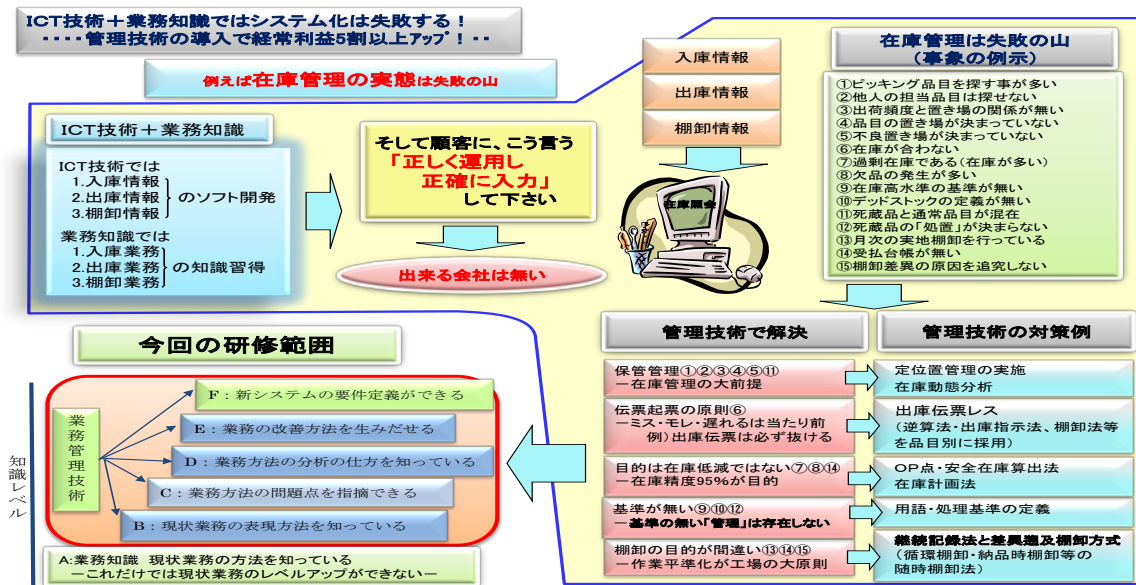 ICT技術＋業務知識ではシステム化は失敗する！
・・・・管理技術の導入で経常利益5割以上アップ！・・
例えば在庫管理の実態は失敗の山
ICT技術＋業務知識
ICT技術では
1.入庫情報
2.出庫情報 のソフト開発
3.棚卸情報
業務知識では
1.入庫業務
2.出庫業務 の知識習得
3.棚卸業務
そして顧客に、こう言う
「正しく運用し
正確に入力」
して下さい
出来る会社は無い
入庫情報
出庫情報
棚卸情報
在庫照会
在庫管理は失敗の山
（事象の例示）
①ピッキング品目を探す事が多い
②他人の担当品目は探せない
③出荷頻度と置き場の関係が無い
④品目の置き場が決まっていない
⑤不良置き場が決まっていない
⑥在庫が合わない
⑦過剰在庫である（在庫が多い）
⑧欠品の発生が多い
⑨在庫高水準の基準が無い
⑩デッドストックの定義が無い
⑪死蔵品と通常品目が混在
⑫死蔵品の「処置」が決まらない
⑬月次の実地棚卸を行っている
⑭受払台帳が無い
⑮棚卸差異の原因を追究しない
管理技術で解決
管理技術の対策例
保管管理①②③④⑤⑪
－在庫管理の大前提
定位置管理の実施
在庫動態分析
伝票起票の原則⑥
－ミス・モレ・遅れるは当たり前
例）出庫伝票は必ず抜ける
出庫伝票レス
（逆算法・出庫指示法、棚卸法等
を品目別に採用）
目的は在庫低減ではない⑦⑧⑭
－在庫精度95％が目的
OP点・安全在庫算出法
在庫計画法
基準が無い⑨⑩⑫
－基準の無い「管理」は存在しない
用語・処理基準の定義
棚卸の目的が間違い⑬⑭⑮
－作業平準化が工場の大原則
継続記録法と差異遡及棚卸方式
（循環棚卸・納品時棚卸等の
随時棚卸法）
今回の研修範囲
知識レベル
業務管理技術
F：新システムの要件定義ができる
E：業務の改善方法を生みだせる
D：業務方法の分析の仕方を知っている
C：業務方法の問題点を指摘できる
B：現状業務の表現方法を知っている
A:業務知識 現状業務の方法を知っている
－これだけでは現状業務のレベルアップができない－